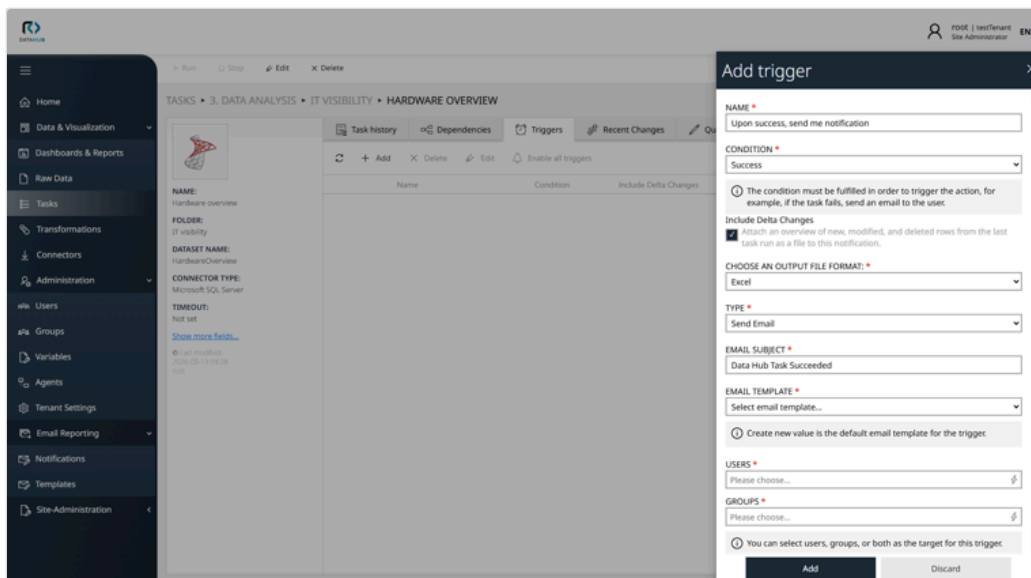 DATAHUB
root | testTenant
Site Administrator
EN
Run Stop Edit Delete
Home
Data & Visualization
Dashboards & Reports
Raw Data
Tasks
Transformations
Connectors
Administration
Users
Groups
Variables
Agents
Tenant Settings
Email Reporting
Notifications
Templates
Site-Administration
TASKS ▸ 3. DATA ANALYSIS ▸ IT VISIBILITY ▸ HARDWARE OVERVIEW
NAME:
Hardware overview
FOLDER:
IT visibility
DATASET NAME:
HardwareOverview
CONNECTOR TYPE:
Microsoft SQL Server
TIMEOUT:
Not set
Show more fields...
Last modified
root
Task history Dependencies Triggers Recent Changes
Add Delete Edit Enable all triggers
Name Condition Include Delta Changes
Add trigger
NAME *
Upon success, send me notification
CONDITION *
Success
The condition must be fulfilled in order to trigger the action, for
example, if the task fails, send an email to the user.
Include Delta Changes
Attach an overview of new, modified, and deleted rows from the last
task run as a file to this notification.
CHOOSE AN OUTPUT FILE FORMAT: *
Excel
TYPE *
Send Email
EMAIL SUBJECT *
Data Hub Task Succeeded
EMAIL TEMPLATE *
Select email template...
Create new value is the default email template for the trigger.
USERS *
Please choose...
GROUPS *
Please choose...
You can select users, groups, or both as the target for this trigger.
Add Discard